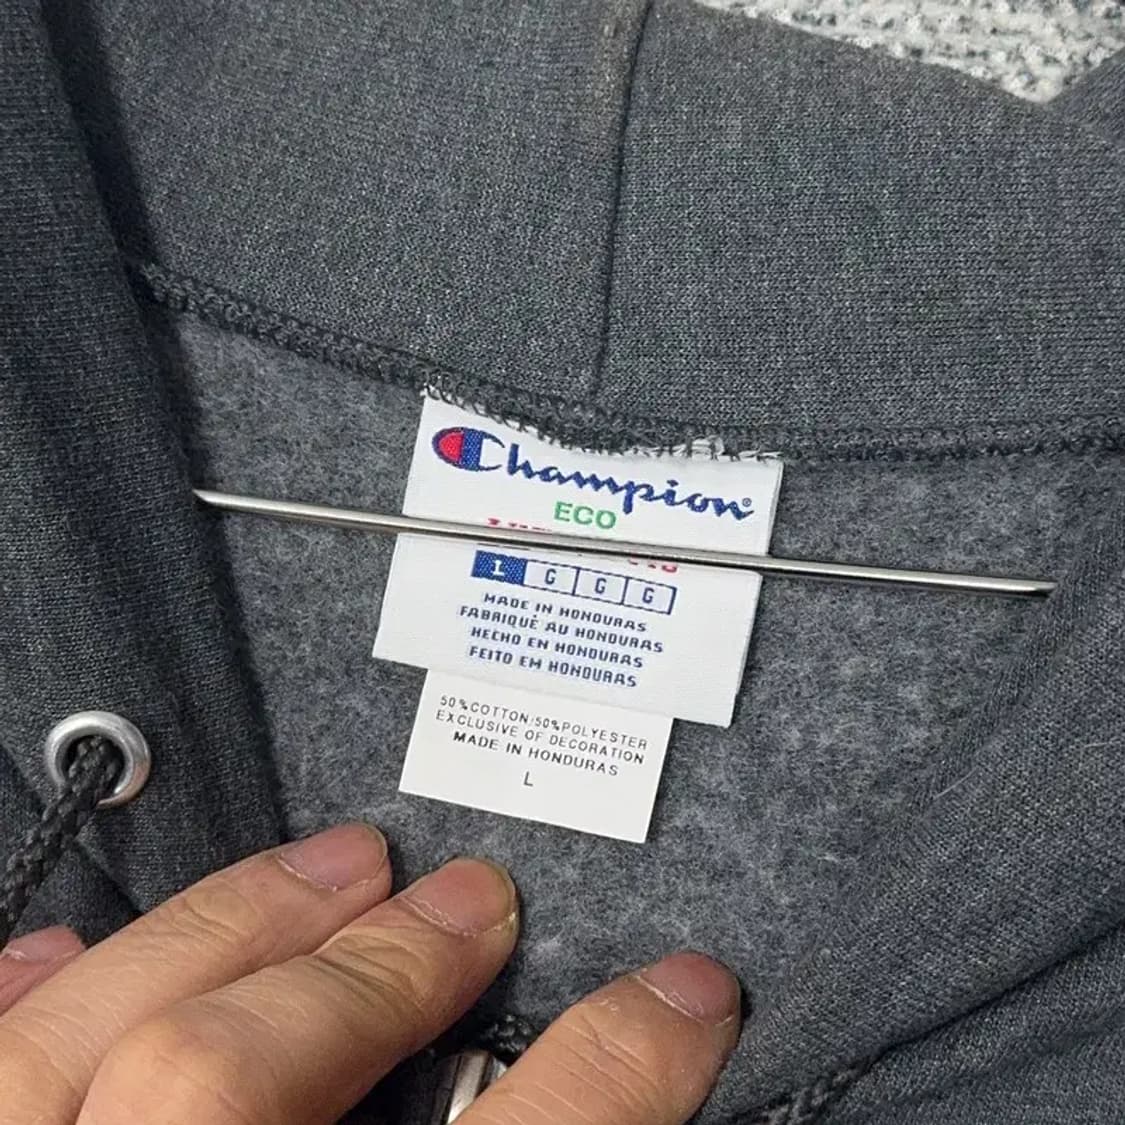 Champion®
ECO
L G G G
MADE IN HONDURAS
FABRIQUÉ AU HONDURAS
HECHO EN HONDURAS
FEITO EM HONDURAS
50%COTTON/50%POLYESTER
EXCLUSIVE OF DECORATION
MADE IN HONDURAS
L